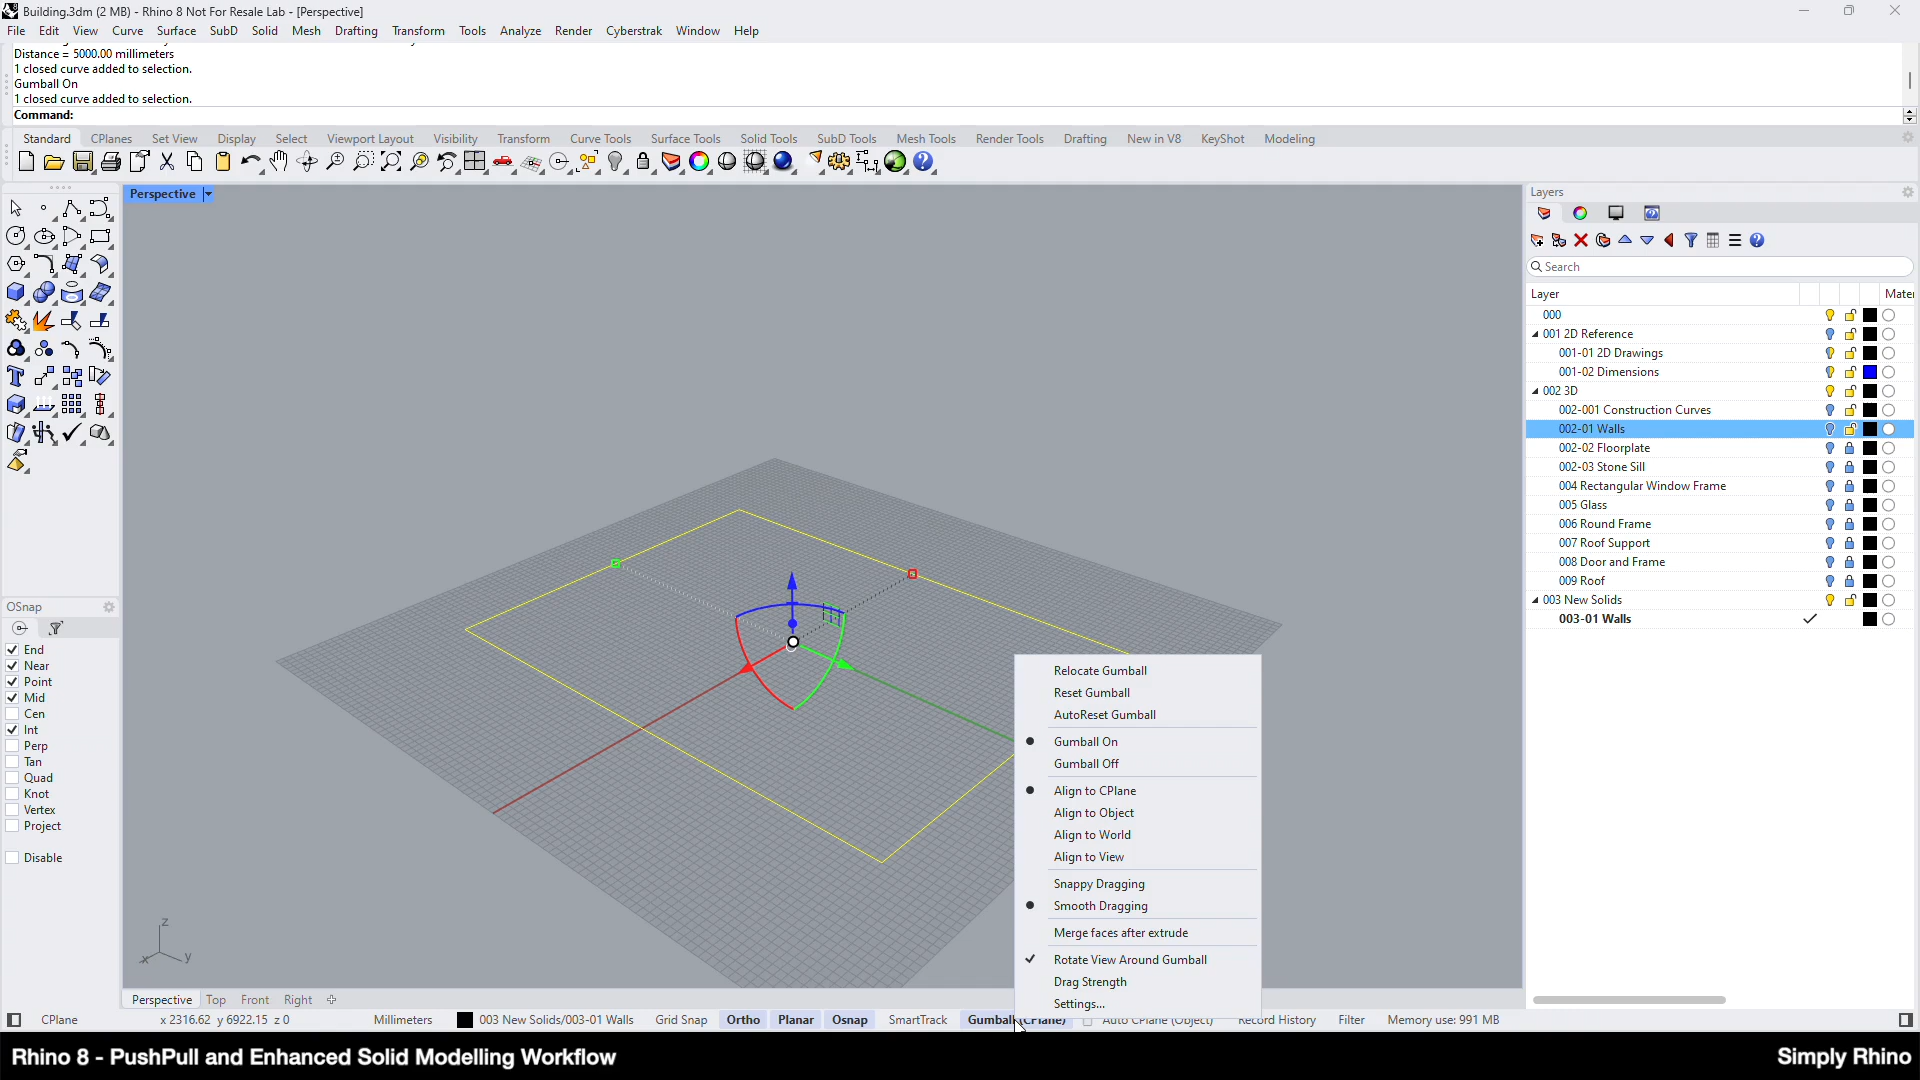 Building.3dm (2 MB) - Rhino 8 Not For Resale Lab - [Perspective]
File Edit View Curve Surface SubD Solid Mesh Drafting Transform Tools Analyze Render Cyberstrak Window Help
Distance = 5000.00 millimeters
1 closed curve added to selection.
Gumball On
1 closed curve added to selection.
Command:
Standard CPlanes Set View Display Select Viewport Layout Visibility Transform Curve Tools Surface Tools Solid Tools SubD Tools Mesh Tools Render Tools Drafting New in V8 KeyShot Modeling
Perspective
Layers
Search
Layer Mater
000
001 2D Reference
001-01 2D Drawings
001-02 Dimensions
002 3D
002-001 Construction Curves
002-01 Walls
002-02 Floorplate
002-03 Stone Sill
004 Rectangular Window Frame
005 Glass
006 Round Frame
007 Roof Support
008 Door and Frame
009 Roof
003 New Solids
003-01 Walls
OSnap
End
Near
Point
Mid
Cen
Int
Perp
Tan
Quad
Knot
Vertex
Project
Disable
Relocate Gumball
Reset Gumball
AutoReset Gumball
Gumball On
Gumball Off
Align to CPlane
Align to Object
Align to World
Align to View
Snappy Dragging
Smooth Dragging
Merge faces after extrude
Rotate View Around Gumball
Drag Strength
Settings...
z
x y
Perspective Top Front Right
CPlane x 2316.62 y 6922.15 z 0 Millimeters 003 New Solids/003-01 Walls Grid Snap Ortho Planar Osnap SmartTrack Gumball (CPlane) Auto CPlane (Object) Record History Filter Memory use: 991 MB
Rhino 8 - PushPull and Enhanced Solid Modelling Workflow
Simply Rhino